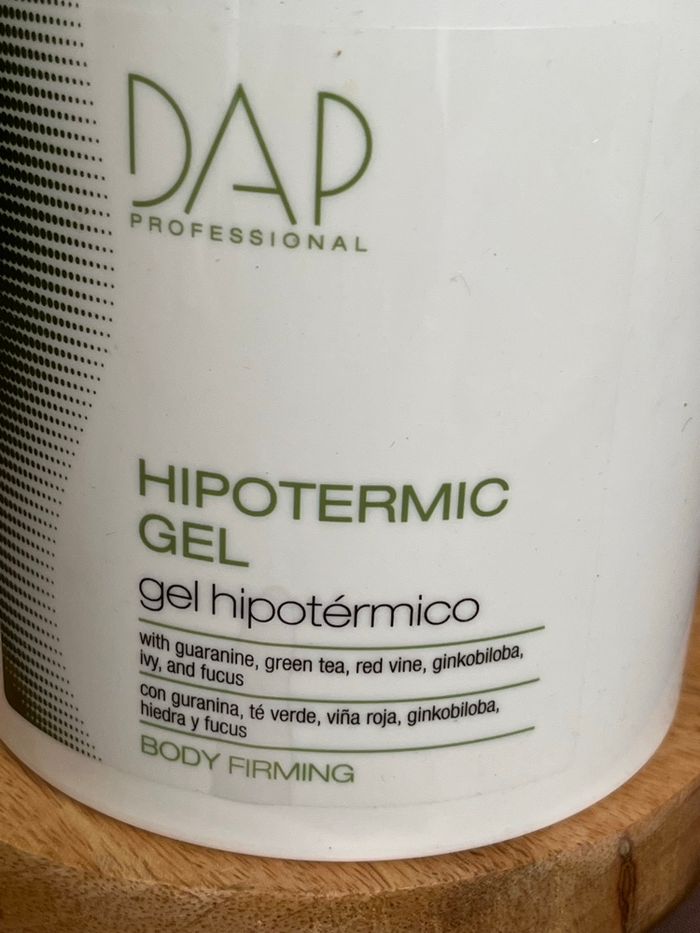 DAP
PROFESSIONAL
HIPOTERMIC
GEL
gel hipotérmico
with guaranine, green tea, red vine, ginkobiloba,
ivy, and fucus
con guranina, té verde, viña roja, ginkobiloba,
hiedra y fucus
BODY FIRMING